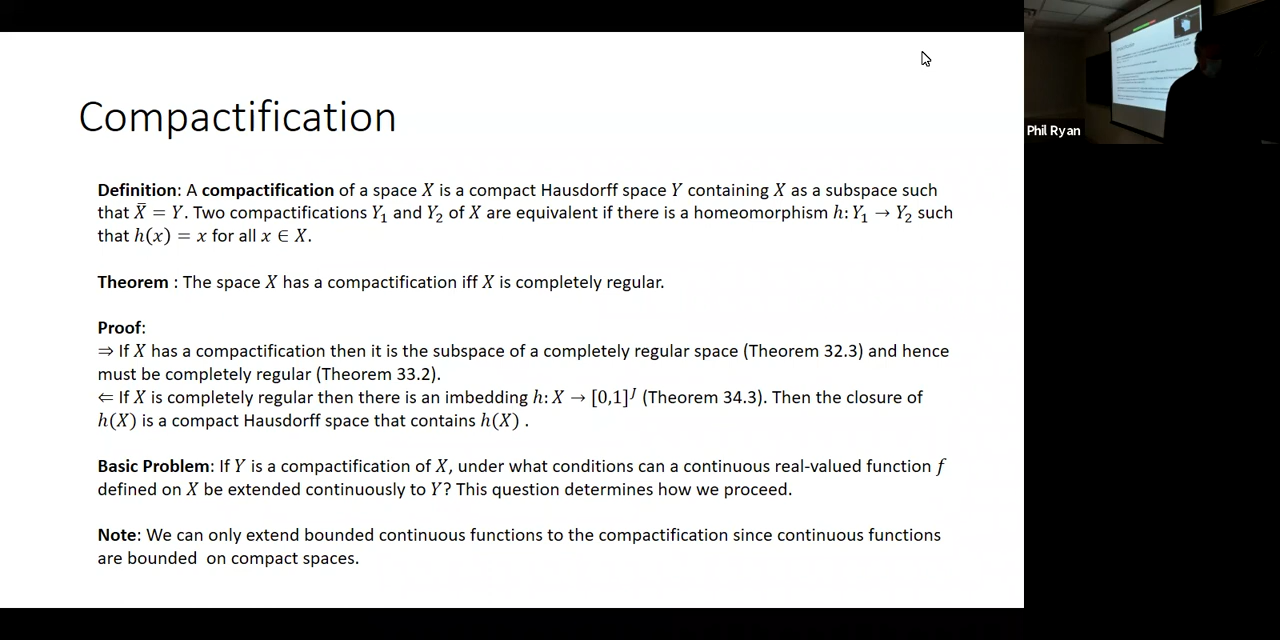 Compactification
Definition: A compactification of a space X is a compact Hausdorff space Y containing X as a subspace such
that X̄ = Y. Two compactifications Y₁ and Y₂ of X are equivalent if there is a homeomorphism h: Y₁ → Y₂ such
that h(x) = x for all x ∈ X.
Theorem : The space X has a compactification iff X is completely regular.
Proof:
⇒ If X has a compactification then it is the subspace of a completely regular space (Theorem 32.3) and hence
must be completely regular (Theorem 33.2).
⇐ If X is completely regular then there is an imbedding h: X → [0,1]ᴶ (Theorem 34.3). Then the closure of
h(X) is a compact Hausdorff space that contains h(X) .
Basic Problem: If Y is a compactification of X, under what conditions can a continuous real-valued function f
defined on X be extended continuously to Y? This question determines how we proceed.
Note: We can only extend bounded continuous functions to the compactification since continuous functions
are bounded on compact spaces.
Phil Ryan